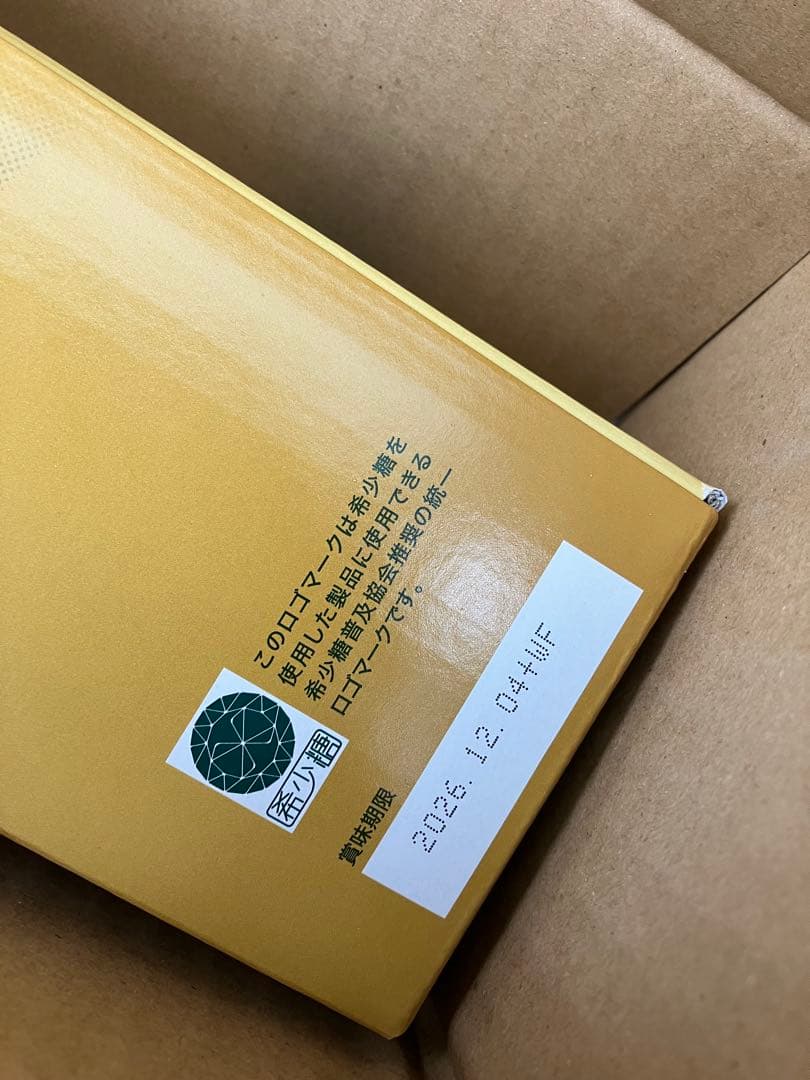 このロゴマークは希少糖を
使用した製品に使用できる
希少糖普及協会推奨の統一
ロゴマークです。
希少糖
賞味期限
2026.12.04+WF